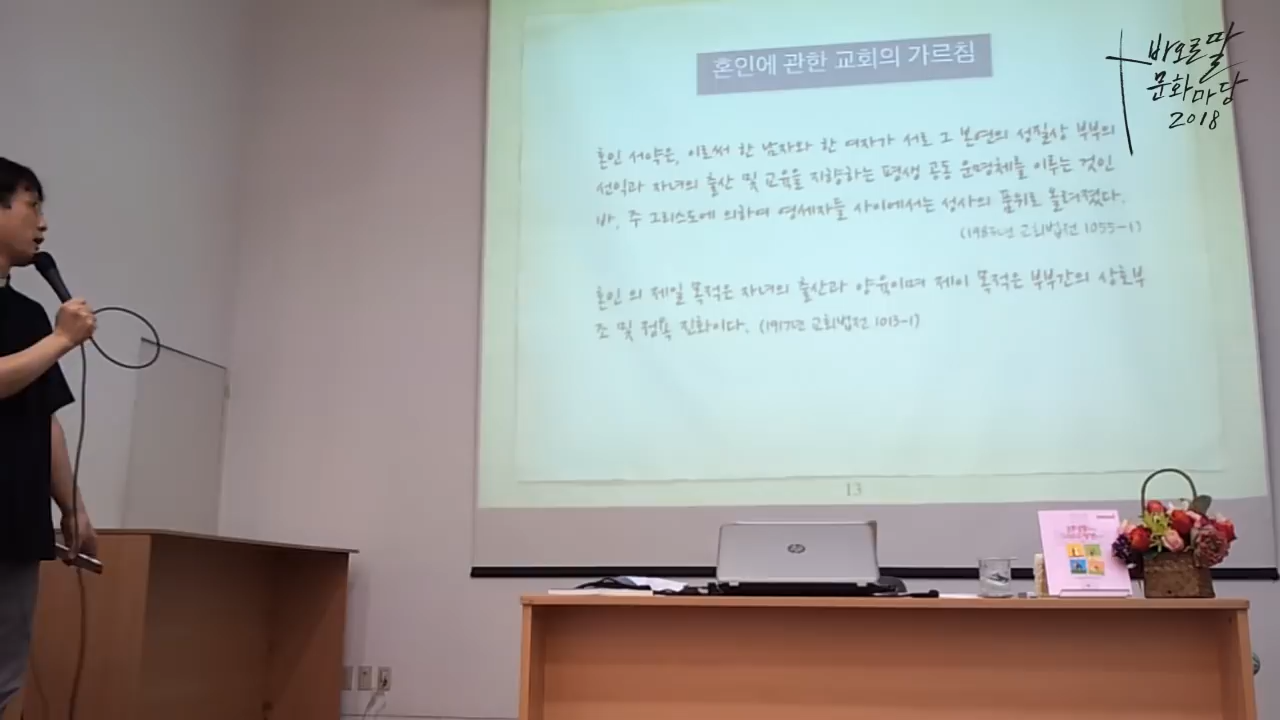 혼인에 관한 교회의 가르침
바오로딸
문화마당
2018
혼인 서약은, 이로써 한 남자와 한 여자가 서로 그 본연의 성질상 부부의
선익과 자녀의 출산 및 교육을 지향하는 평생 공동 운명체를 이루는 것인
바, 주 그리스도에 의하여 영세자들 사이에서는 성사의 품위로 올려졌다.
(1983년 교회법전 1055-1)
혼인 의 제일 목적은 자녀의 출산과 양육이며 제이 목적은 부부간의 상호부
조 및 정욕 진화이다. (1917년 교회법전 1013-1)
13
hp